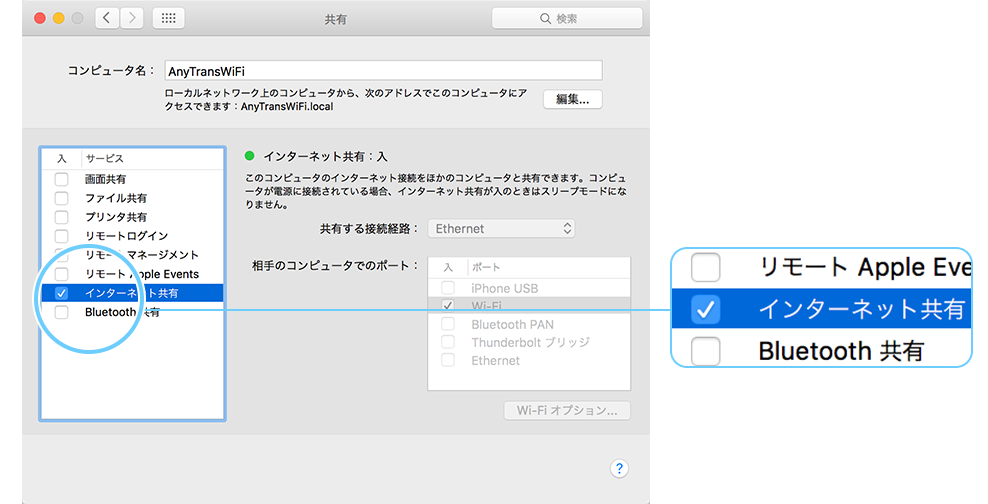 共有
検索
コンピュータ名：
AnyTransWiFi
ローカルネットワーク上のコンピュータから、次のアドレスでこのコンピュータにア
クセスできます：AnyTransWiFi.local
編集...
入 サービス
画面共有
ファイル共有
プリンタ共有
リモートログイン
リモートマネージメント
リモート Apple Events
インターネット共有
Bluetooth 共有
インターネット共有：入
このコンピュータのインターネット接続をほかのコンピュータと共有できます。コンピュ
ータが電源に接続されている場合、インターネット共有が入のときはスリープモードにな
りません。
共有する接続経路： Ethernet
相手のコンピュータでのポート：
入 ポート
iPhone USB
Wi-Fi
Bluetooth PAN
Thunderbolt ブリッジ
Ethernet
Wi-Fi オプション...
?
リモート Apple Eve
インターネット共有
Bluetooth 共有